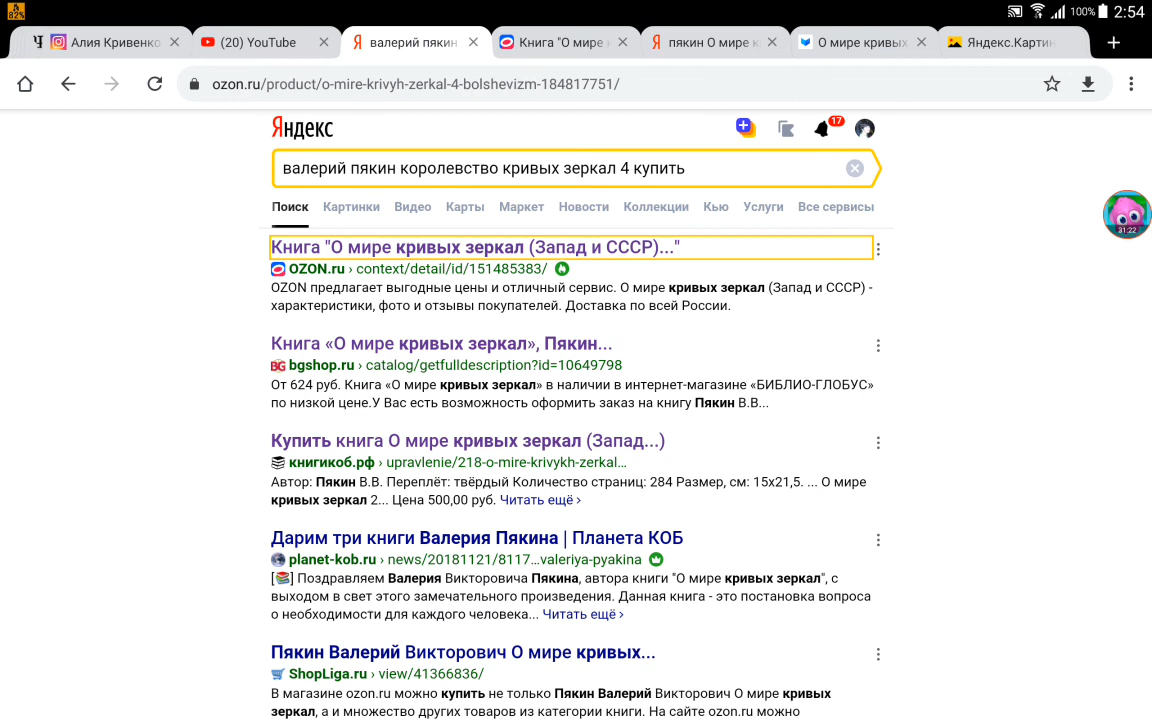 82%
100% 2:54
Ч Алия Кривенко
(20) YouTube
валерий пякин
Книга "О мире
пякин О мире к
О мире кривых
Яндекс.Картин
ozon.ru/product/o-mire-krivyh-zerkal-4-bolshevizm-184817751/
Яндекс
17
валерий пякин королевство кривых зеркал 4 купить
Поиск Картинки Видео Карты Маркет Новости Коллекции Кью Услуги Все сервисы
31:22
Книга "О мире кривых зеркал (Запад и СССР)..."
OZON.ru › context/detail/id/151485383/
OZON предлагает выгодные цены и отличный сервис. О мире кривых зеркал (Запад и СССР) -
характеристики, фото и отзывы покупателей. Доставка по всей России.
Книга «О мире кривых зеркал», Пякин...
BG bgshop.ru › catalog/getfulldescription?id=10649798
От 624 руб. Книга «О мире кривых зеркал» в наличии в интернет-магазине «БИБЛИО-ГЛОБУС»
по низкой цене.У Вас есть возможность оформить заказ на книгу Пякин В.В...
Купить книга О мире кривых зеркал (Запад...)
книгикоб.рф › upravlenie/218-o-mire-krivykh-zerkal...
Автор: Пякин В.В. Переплёт: твёрдый Количество страниц: 284 Размер, см: 15x21,5. ... О мире
кривых зеркал 2... Цена 500,00 руб. Читать ещё ›
Дарим три книги Валерия Пякина | Планета КОБ
planet-kob.ru › news/20181121/8117...valeriya-pyakina
[📚] Поздравляем Валерия Викторовича Пякина, автора книги "О мире кривых зеркал", с
выходом в свет этого замечательного произведения. Данная книга - это постановка вопроса
о необходимости для каждого человека... Читать ещё ›
Пякин Валерий Викторович О мире кривых...
ShopLiga.ru › view/41366836/
В магазине ozon.ru можно купить не только Пякин Валерий Викторович О мире кривых
зеркал, а и множество других товаров из категории книги. На сайте ozon.ru можно